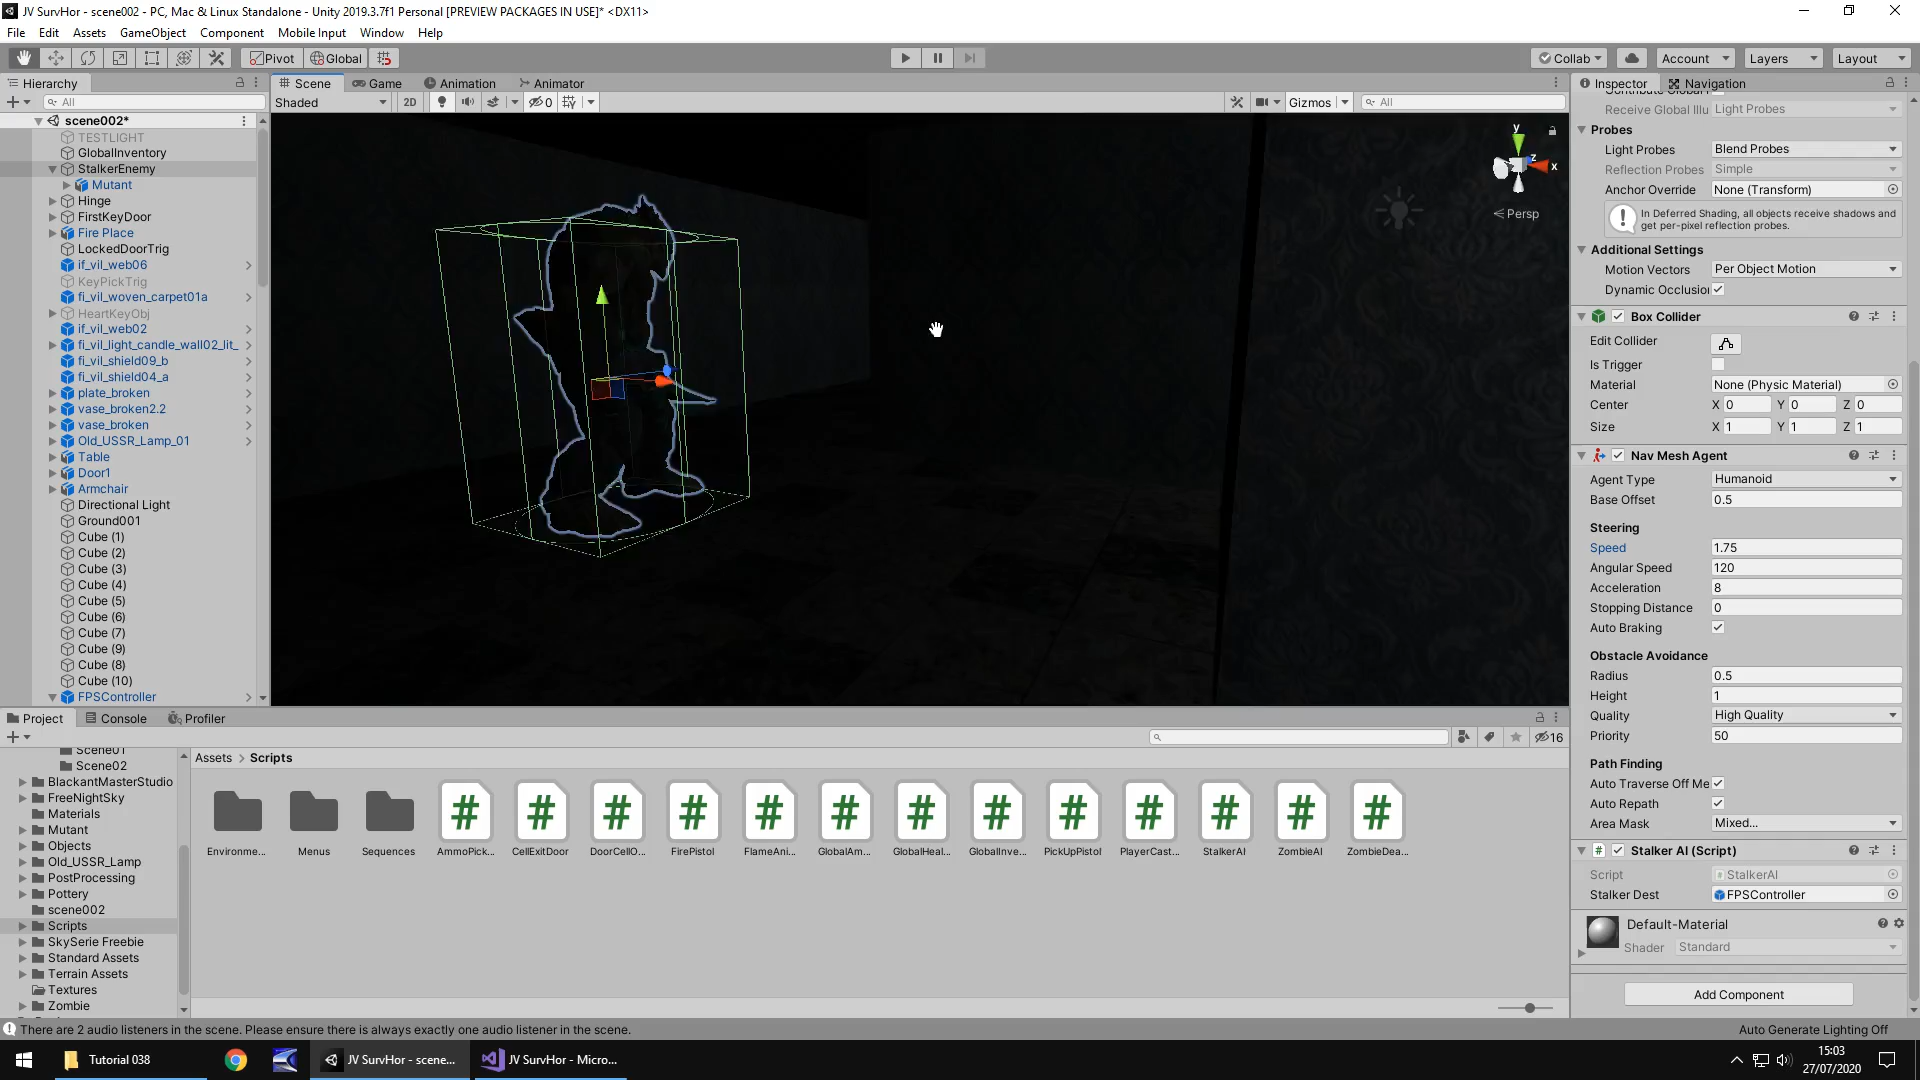 JV SurvHor - scene002 - PC, Mac & Linux Standalone - Unity 2019.3.7f1 Personal [PREVIEW PACKAGES IN USE]* <DX11>
File Edit Assets GameObject Component Mobile Input Window Help
Pivot Global Collab Account Layers Layout
Hierarchy
All
scene002*
TESTLIGHT
GlobalInventory
StalkerEnemy
Mutant
Hinge
FirstKeyDoor
Fire Place
LockedDoorTrig
if_vil_web06
KeyPickTrig
fi_vil_woven_carpet01a
HeartKeyObj
if_vil_web02
fi_vil_light_candle_wall02_lit_
fi_vil_shield09_b
fi_vil_shield04_a
plate_broken
vase_broken2.2
vase_broken
Old_USSR_Lamp_01
Table
Door1
Armchair
Directional Light
Ground001
Cube (1)
Cube (2)
Cube (3)
Cube (4)
Cube (5)
Cube (6)
Cube (7)
Cube (9)
Cube (8)
Cube (10)
FPSController
Scene Game Animation Animator
Shaded 2D 0 Gizmos All
y
z
x
Persp
Inspector Navigation
Receive Global Illu Light Probes
Probes
Light Probes Blend Probes
Reflection Probes Simple
Anchor Override None (Transform)
In Deferred Shading, all objects receive shadows and
get per-pixel reflection probes.
Additional Settings
Motion Vectors Per Object Motion
Dynamic Occlusion
Box Collider
Edit Collider
Is Trigger
Material None (Physic Material)
Center X 0 Y 0 Z 0
Size X 1 Y 1 Z 1
Nav Mesh Agent
Agent Type Humanoid
Base Offset 0.5
Steering
Speed 1.75
Angular Speed 120
Acceleration 8
Stopping Distance 0
Auto Braking
Obstacle Avoidance
Radius 0.5
Height 1
Quality High Quality
Priority 50
Path Finding
Auto Traverse Off Me
Auto Repath
Area Mask Mixed...
Stalker AI (Script)
Script StalkerAI
Stalker Dest FPSController
Default-Material
Shader Standard
Add Component
Project Console Profiler
16
Scene01
Scene02
BlackantMasterStudio
FreeNightSky
Materials
Mutant
Objects
Old_USSR_Lamp
PostProcessing
Pottery
scene002
Scripts
SkySerie Freebie
Standard Assets
Terrain Assets
Textures
Zombie
Assets > Scripts
Environme... Menus Sequences AmmoPick... CellExitDoor DoorCellO... FirePistol FlameAni... GlobalAm... GlobalHeal... GlobalInve... PickUpPistol PlayerCast... StalkerAI ZombieAI ZombieDea...
There are 2 audio listeners in the scene. Please ensure there is always exactly one audio listener in the scene.
Auto Generate Lighting Off
Tutorial 038 JV SurvHor - scene... JV SurvHor - Micro...
15:03
27/07/2020